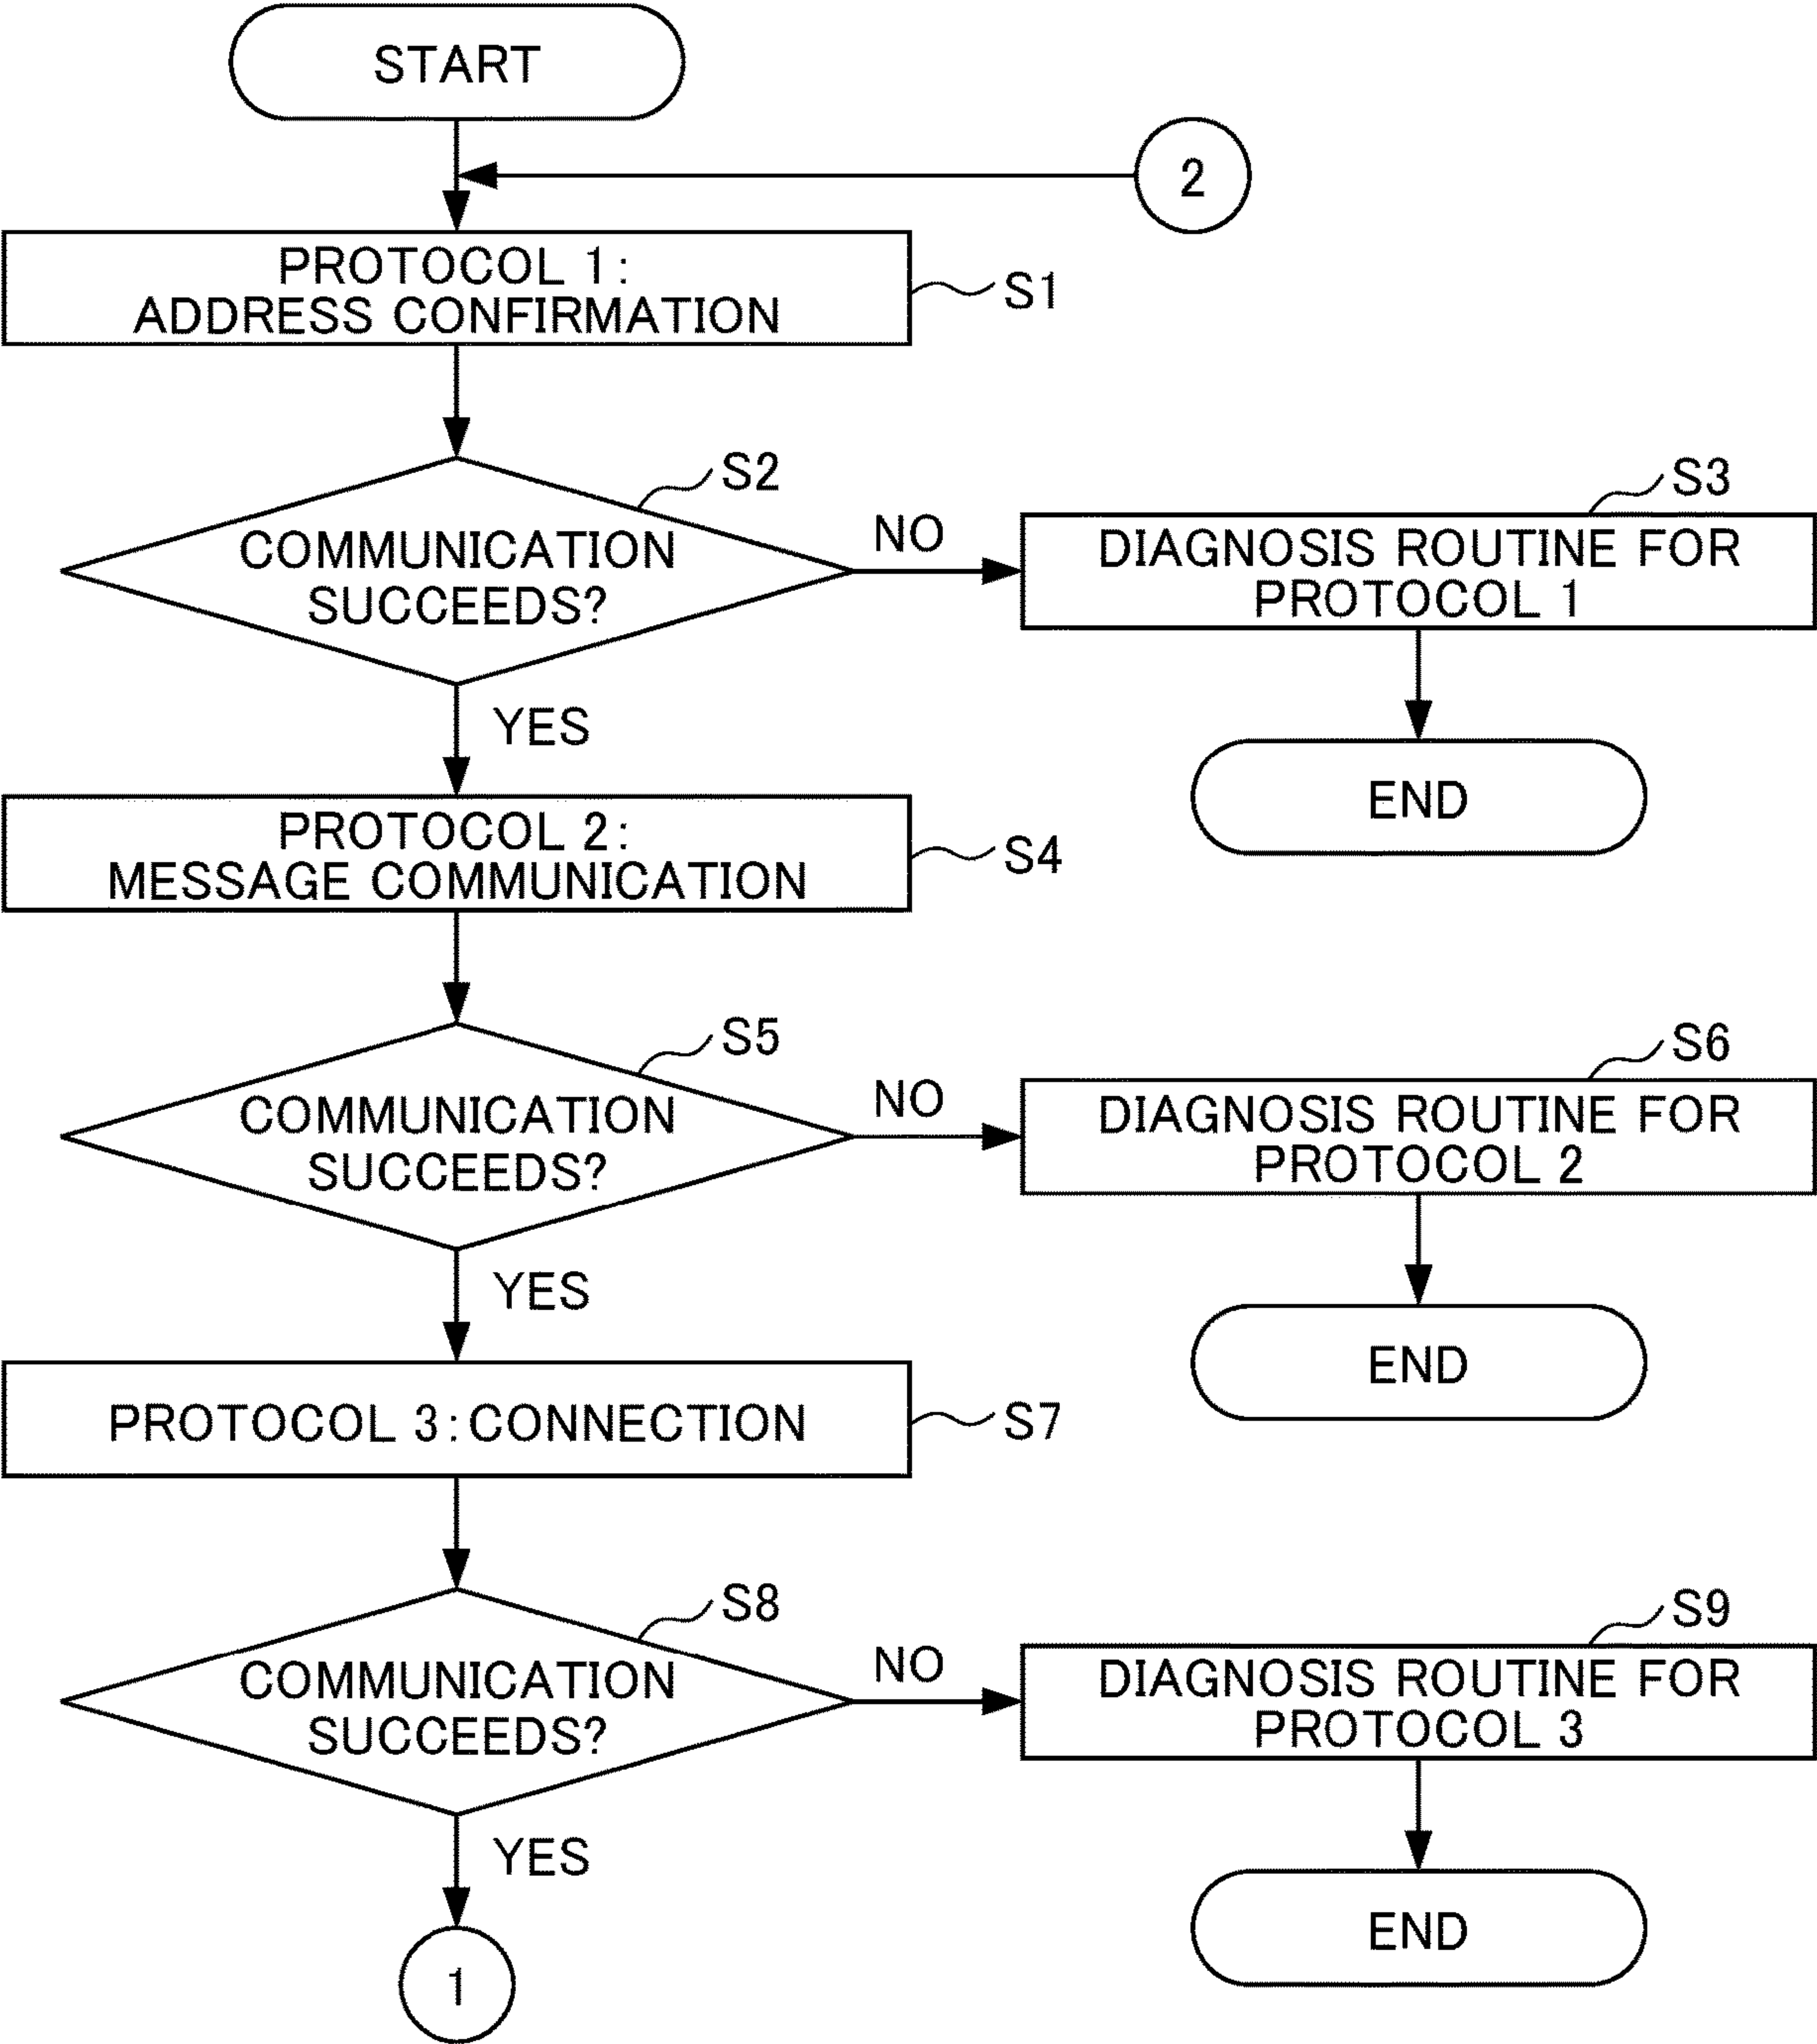 START
2
PROTOCOL 1:
ADDRESS CONFIRMATION
S1
S2
COMMUNICATION
SUCCEEDS?
NO
S3
DIAGNOSIS ROUTINE FOR
PROTOCOL 1
YES
END
PROTOCOL 2:
MESSAGE COMMUNICATION
S4
S5
COMMUNICATION
SUCCEEDS?
NO
S6
DIAGNOSIS ROUTINE FOR
PROTOCOL 2
YES
END
PROTOCOL 3:CONNECTION
S7
S8
COMMUNICATION
SUCCEEDS?
NO
S9
DIAGNOSIS ROUTINE FOR
PROTOCOL 3
YES
END
1